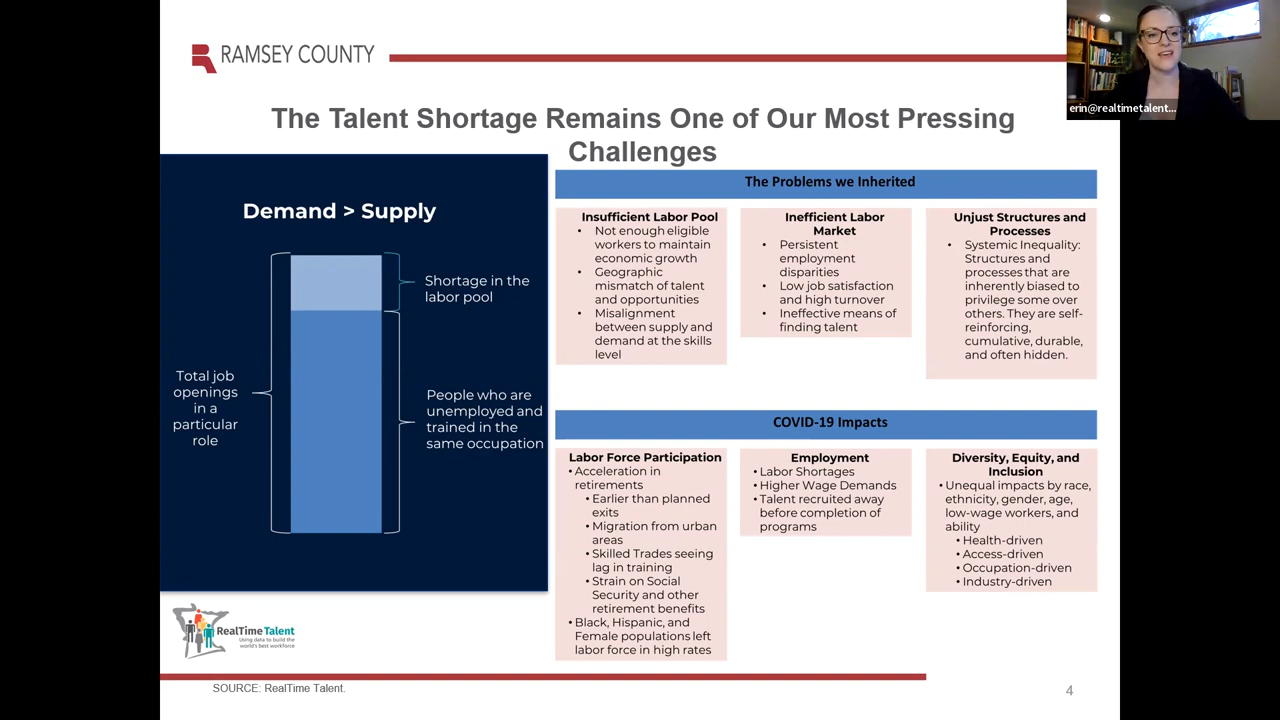 RAMSEY COUNTY
erin@realtimetalent...
The Talent Shortage Remains One of Our Most Pressing
Challenges
Demand > Supply
Shortage in the
labor pool
Total job
openings
in a
particular
role
People who are
unemployed and
trained in the
same occupation
The Problems we Inherited
Insufficient Labor Pool
• Not enough eligible
workers to maintain
economic growth
• Geographic
mismatch of talent
and opportunities
• Misalignment
between supply and
demand at the skills
level
Inefficient Labor
Market
• Persistent
employment
disparities
• Low job satisfaction
and high turnover
• Ineffective means of
finding talent
Unjust Structures and
Processes
• Systemic Inequality:
Structures and
processes that are
inherently biased to
privilege some over
others. They are self-
reinforcing,
cumulative, durable,
and often hidden.
COVID-19 Impacts
Labor Force Participation
• Acceleration in
retirements
• Earlier than planned
exits
• Migration from urban
areas
• Skilled Trades seeing
lag in training
• Strain on Social
Security and other
retirement benefits
• Black, Hispanic, and
Female populations left
labor force in high rates
Employment
• Labor Shortages
• Higher Wage Demands
• Talent recruited away
before completion of
programs
Diversity, Equity, and
Inclusion
• Unequal impacts by race,
ethnicity, gender, age,
low-wage workers, and
ability
• Health-driven
• Access-driven
• Occupation-driven
• Industry-driven
RealTime Talent
Using data to build the
world's best workforce
SOURCE: RealTime Talent.
4